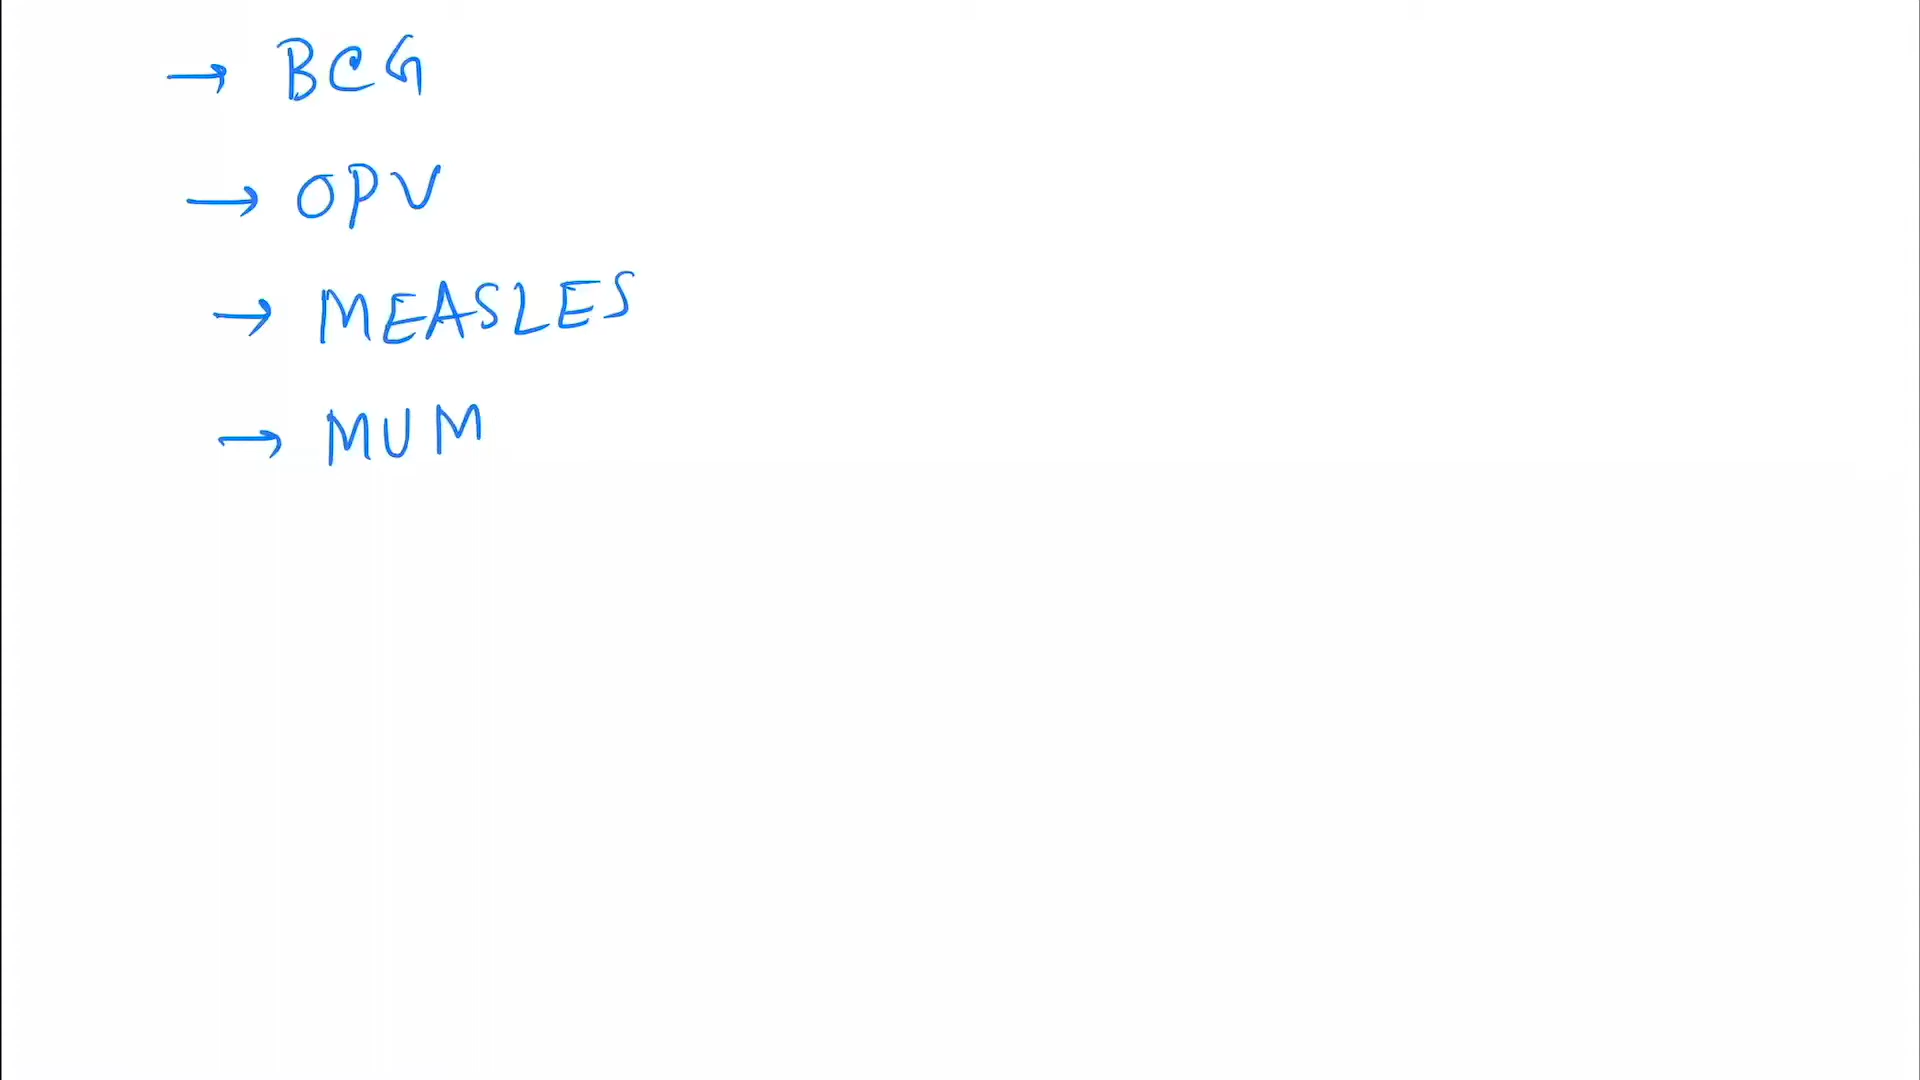 → BCG
→ OPV
→ MEASLES
→ MUM